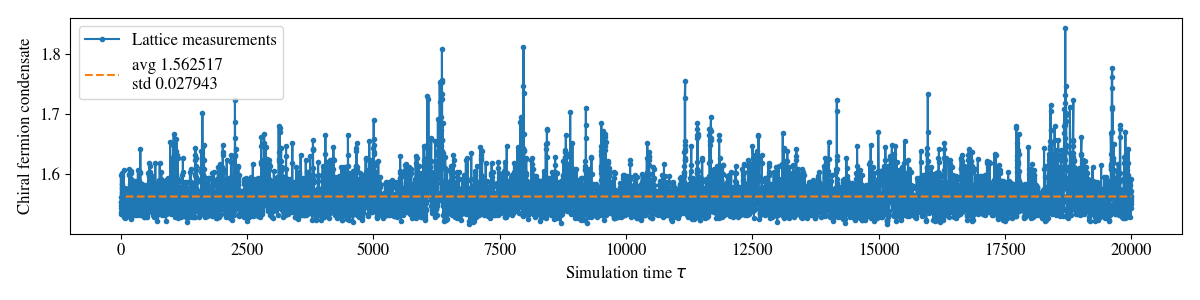 Chiral fermfion condensate
1.8
1.7
1.6
Lattice measurements
avg 1.562517
std 0.027943
0 2500 5000 7500 10000 12500 15000 17500 20000
Simulation time τ